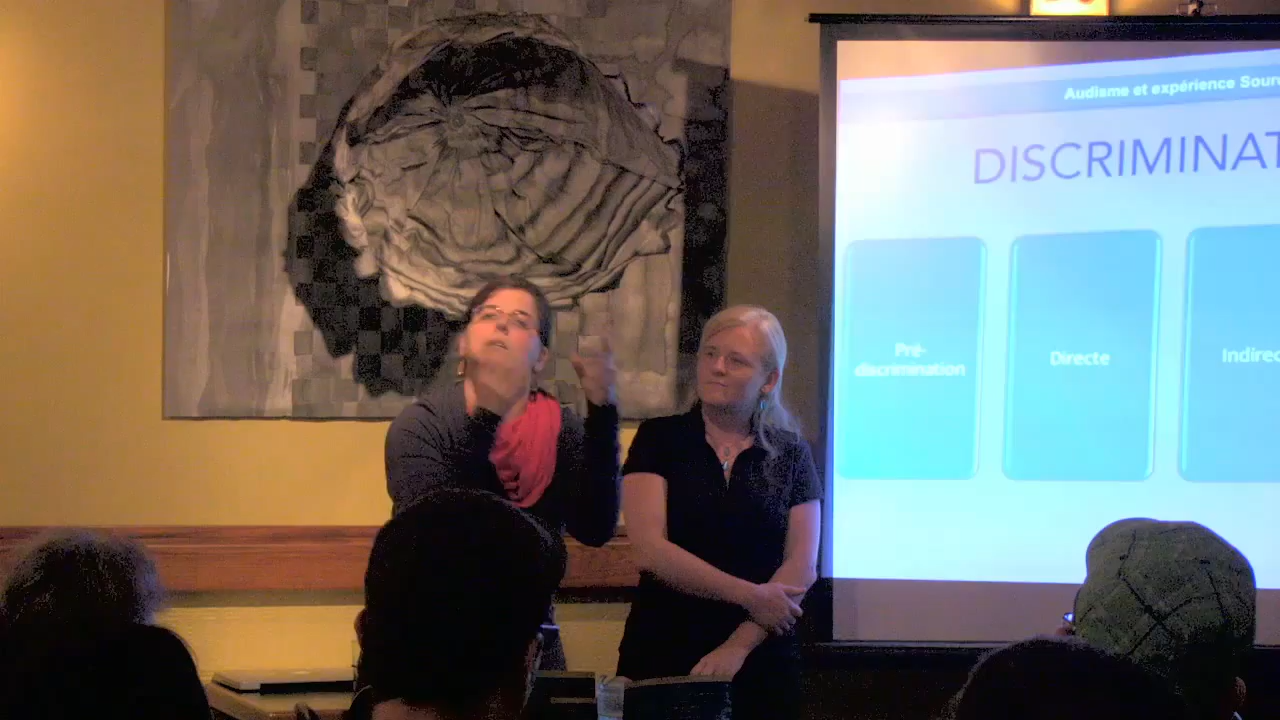 Audisme et expérience Sour
DISCRIMINAT
Pré-
discrimination
Directe
Indirec